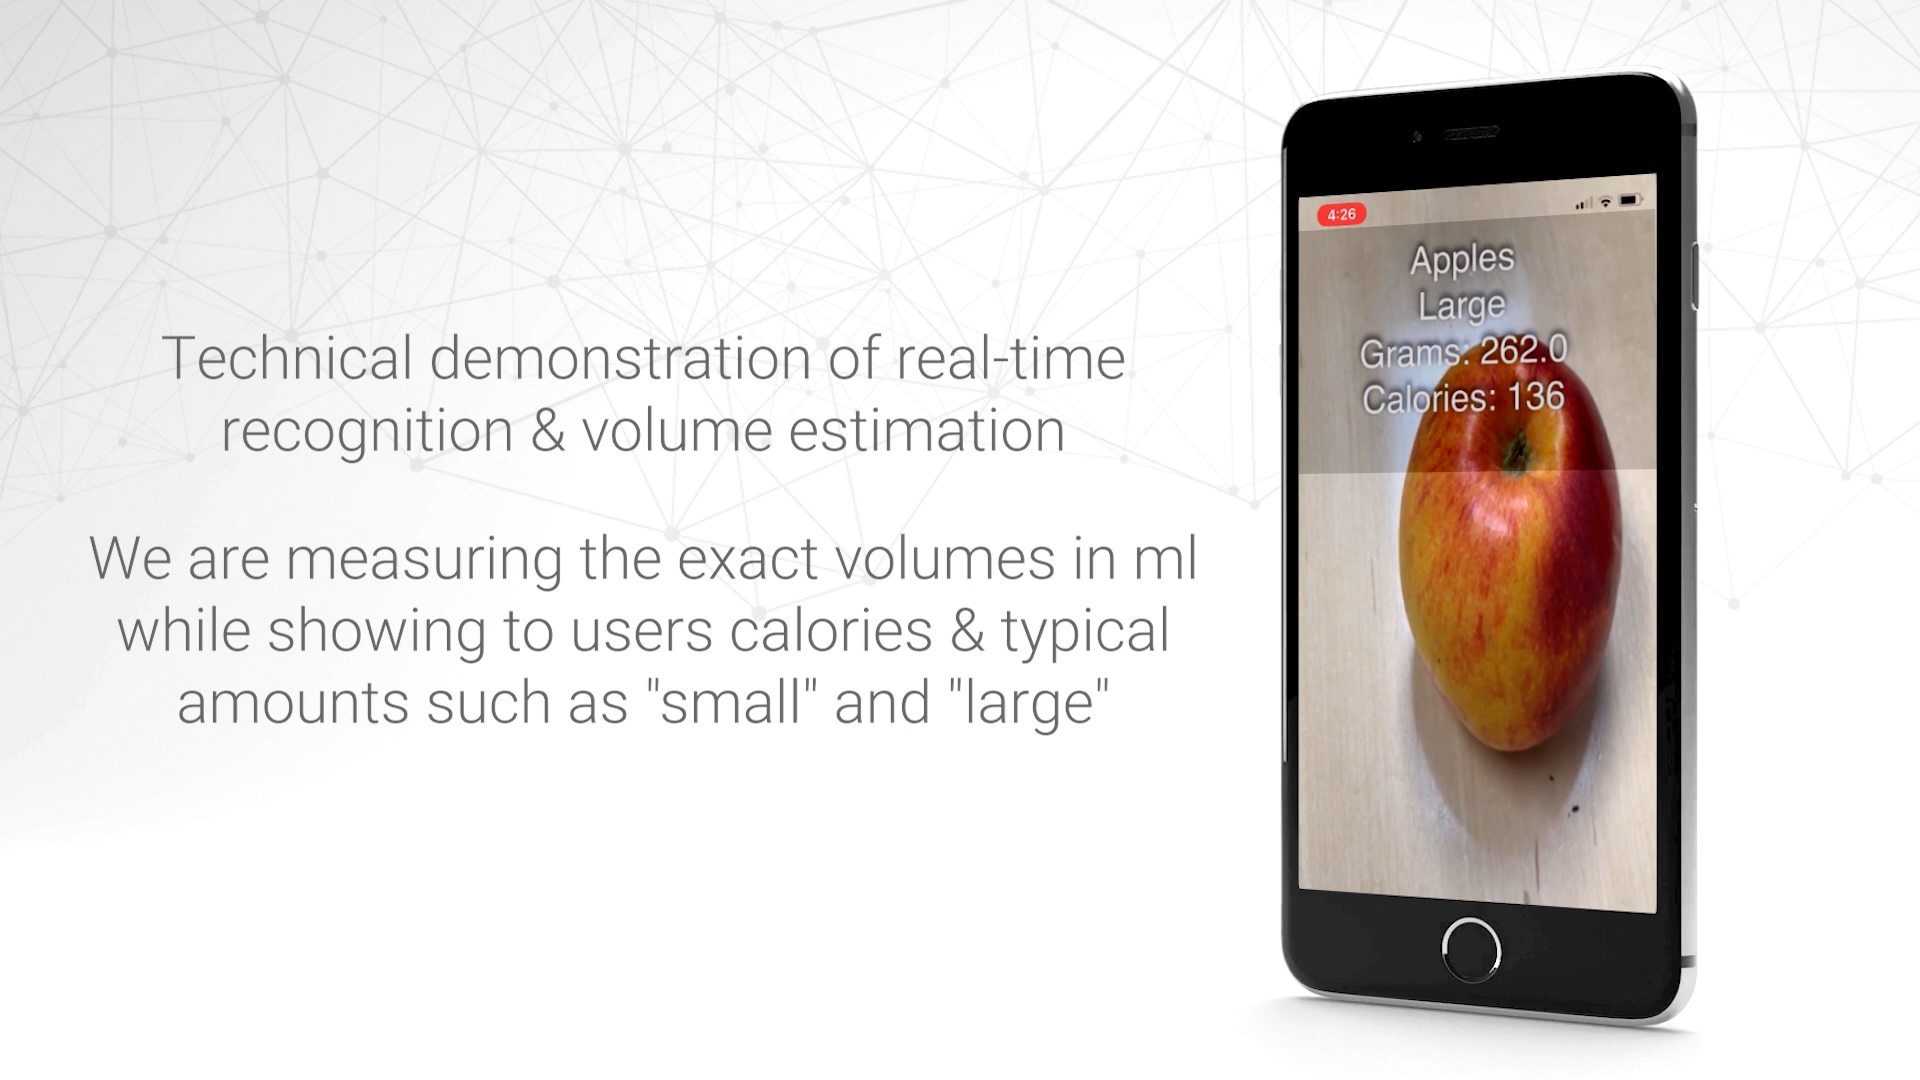 Technical demonstration of real-time
recognition & volume estimation
We are measuring the exact volumes in ml
while showing to users calories & typical
amounts such as "small" and "large"
4:26
Apples
Large
Grams: 262.0
Calories: 136